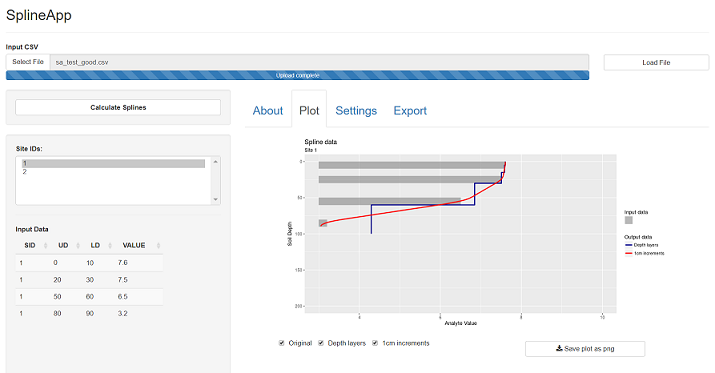 SplineApp
Input CSV
Select File sa_test_good.csv Load File
Upload complete
Calculate Splines
About Plot Settings Export
Site IDs:
1
2
Input Data
SID UD LD VALUE
1 0 10 7.6
1 20 30 7.5
1 50 60 6.5
1 80 90 3.2
Spline data
Site 1
0
50
100
150
200
Soil Depth
4 6 8 10
Analyte Value
Input data
Output data
Depth layers
1cm increments
Original Depth layers 1cm increments
Save plot as png